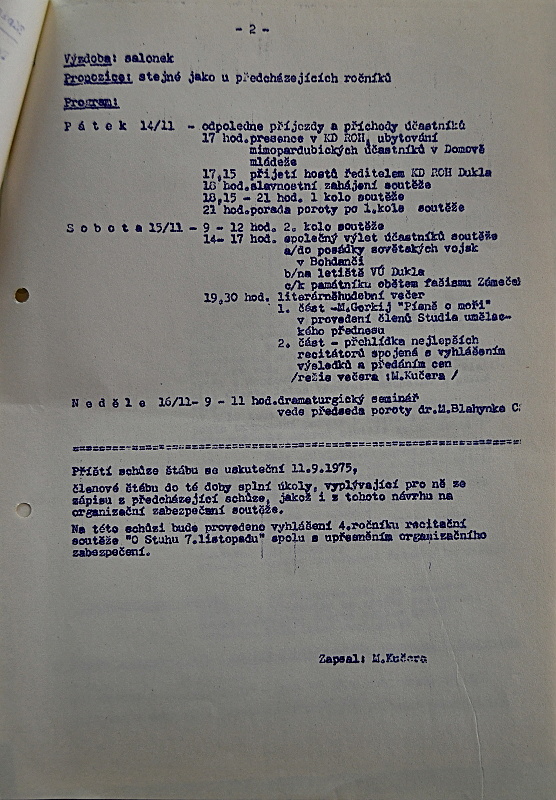 - 2 -
Výzdoba: salonek
Propozice: stejné jako u předcházejících ročníků
Program:
P á t e k 14/11 - odpoledne příjezdy a příchody účastníků
17 hod. presence v KD ROH, ubytování
mimopardubických účastníků v Domově
mládeže
17,15 přijetí hostů ředitelem KD ROH Dukla
18 hod. slavnostní zahájení soutěže
18,15 - 21 hod. 1 kolo soutěže
21 hod. porada poroty po 1.kole soutěže
S o b o t a 15/11 - 9 - 12 hod. 2. kolo soutěže
14- 17 hod. společný výlet účastníků soutěže
a/do posádky sovětských vojsk
v Bohdanči
b/na letiště VÚ Dukla
c/k památníku obětem fašismu Zámeče
19,30 hod. literárněhudební večer
1. část -M.Gorkij "Písně o moři"
v provedení členů Studia umělec-
kého přednesu
2. část - přehlídka nejlepších
recitátorů spojená s vyhlášením
výsledků a předáním cen
/režie večera :M.Kučera /
N e d ě l e 16/11- 9 - 11 hod.dramaturgický seminář
vede předseda poroty dr.M.Blahynka C
Příští schůze štábu se uskuteční 11.9.1975,
členové štábu do té doby splní úkoly, vyplívající pro ně ze
zápisu z předcházející schůze, jakož i z tohoto návrhu na
organizační zabezpečení soutěže.
Na této schůzi bude provedeno vyhlášení 4.ročníku recitační
soutěže "O Stuhu 7.listopadu" spolu s upřesněním organizačního
zabezpečení.
Zapsal: M.Kučera